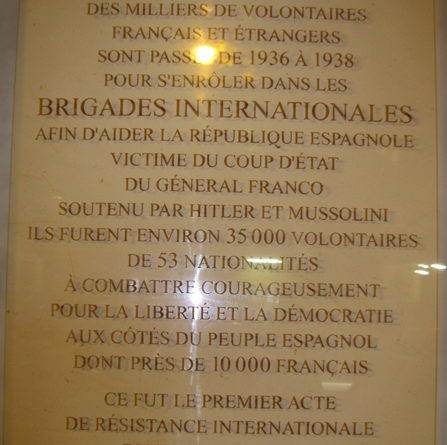 DES MILLIERS DE VOLONTAIRES
FRANÇAIS ET ÉTRANGERS
SONT PASSÉS DE 1936 À 1938
POUR S'ENRÔLER DANS LES
BRIGADES INTERNATIONALES
AFIN D'AIDER LA RÉPUBLIQUE ESPAGNOLE
VICTIME DU COUP D'ÉTAT
DU GÉNERAL FRANCO
SOUTENU PAR HITLER ET MUSSOLINI
ILS FURENT ENVIRON 35 000 VOLONTAIRES
DE 53 NATIONALITÉS
À COMBATTRE COURAGEUSEMENT
POUR LA LIBERTÉ ET LA DÉMOCRATIE
AUX CÔTÉS DU PEUPLE ESPAGNOL
DONT PRÈS DE 10 000 FRANÇAIS
CE FUT LE PREMIER ACTE
DE RÉSISTANCE INTERNATIONALE